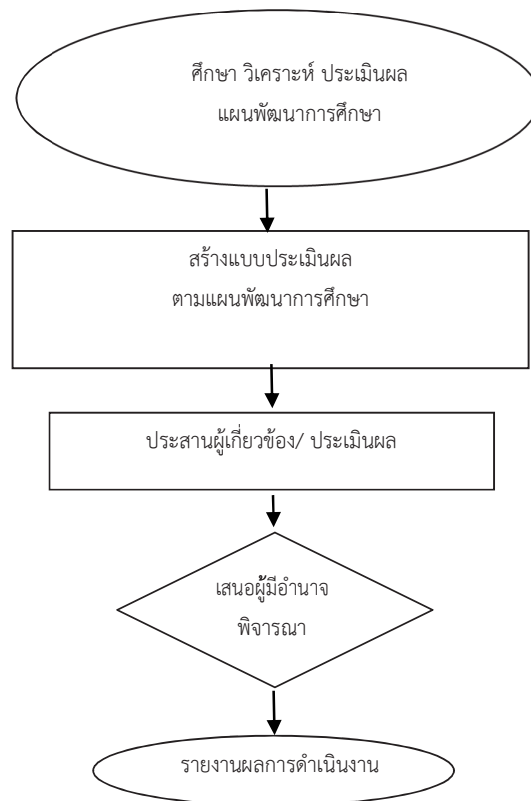 ศึกษา วิเคราะห์ ประเมินผล
แผนพัฒนาการศึกษา
สร้างแบบประเมินผล
ตามแผนพัฒนาการศึกษา
ประสานผู้เกี่ยวข้อง/ ประเมินผล
เสนอผู้มีอำนาจ
พิจารณา
รายงานผลการดำเนินงาน